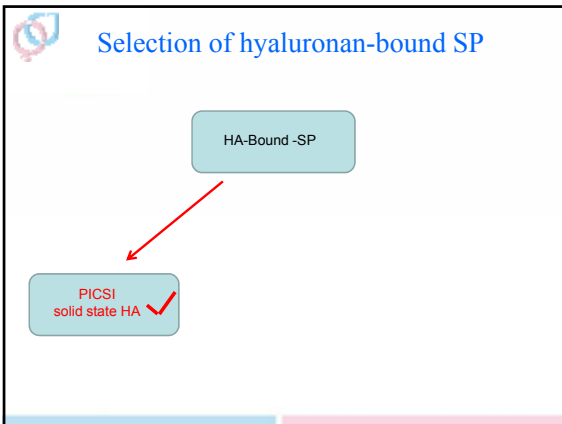 Selection of hyaluronan-bound SP
HA-Bound -SP
PICSI
solid state HA